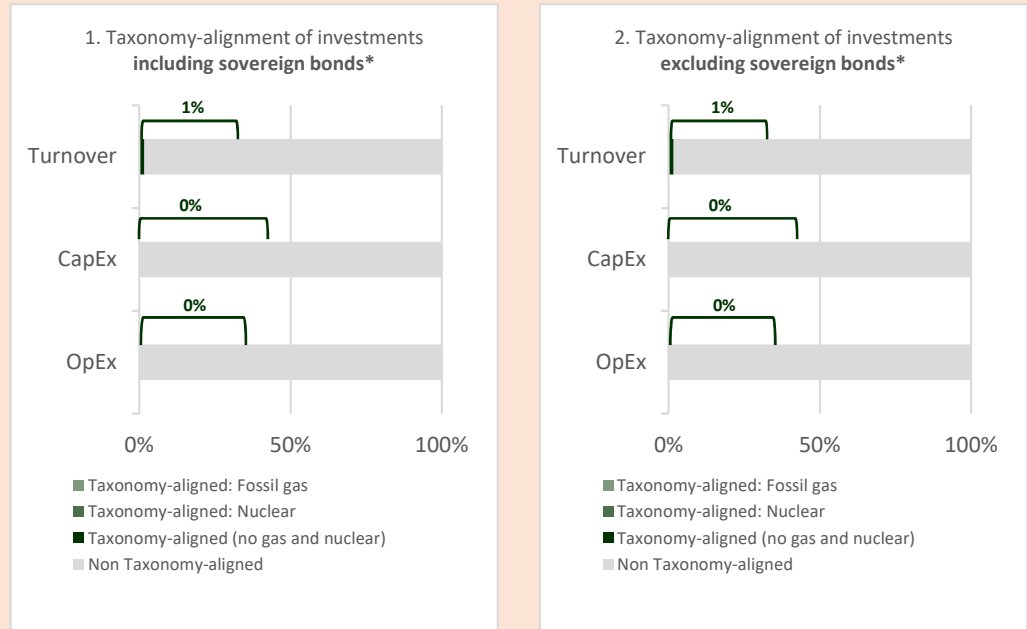 1. Taxonomy-alignment of investments
including sovereign bonds*
1%
Turnover
0%
CapEx
0%
OpEx
0%
50%
100%
Taxonomy-aligned: Fossil gas
Taxonomy-aligned: Nuclear
Taxonomy-aligned (no gas and nuclear)
Non Taxonomy-aligned
2. Taxonomy-alignment of investments
excluding sovereign bonds*
1%
Turnover
0%
CapEx
0%
OpEx
0%
50%
100%
Taxonomy-aligned: Fossil gas
Taxonomy-aligned: Nuclear
Taxonomy-aligned (no gas and nuclear)
Non Taxonomy-aligned